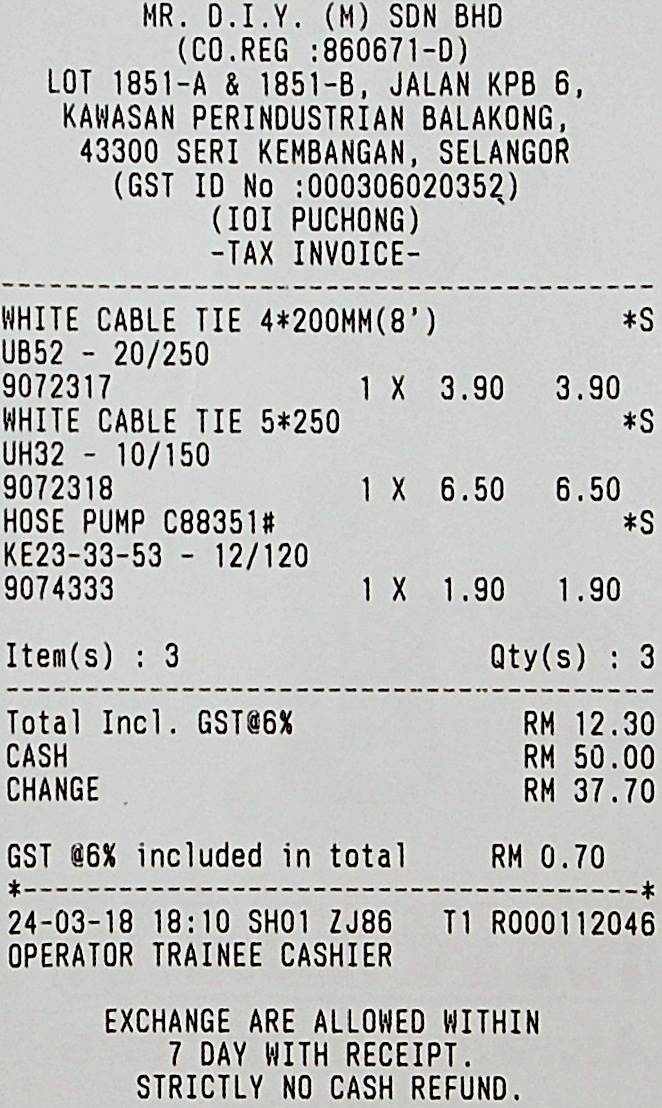 MR. D.I.Y. (M) SDN BHD
(CO.REG :860671-D)
LOT 1851-A & 1851-B, JALAN KPB 6,
KAWASAN PERINDUSTRIAN BALAKONG,
43300 SERI KEMBANGAN, SELANGOR
(GST ID No :000306020352)
(IOI PUCHONG)
-TAX INVOICE-
WHITE CABLE TIE 4*200MM(8') *S
UB52 - 20/250
9072317 1 X 3.90 3.90
WHITE CABLE TIE 5*250 *S
UH32 - 10/150
9072318 1 X 6.50 6.50
HOSE PUMP C88351# *S
KE23-33-53 - 12/120
9074333 1 X 1.90 1.90
Item(s) : 3 Qty(s) : 3
Total Incl. GST@6% RM 12.30
CASH RM 50.00
CHANGE RM 37.70
GST @6% included in total RM 0.70
*--------------------------------------*
24-03-18 18:10 SH01 ZJ86 T1 R000112046
OPERATOR TRAINEE CASHIER
EXCHANGE ARE ALLOWED WITHIN
7 DAY WITH RECEIPT.
STRICTLY NO CASH REFUND.